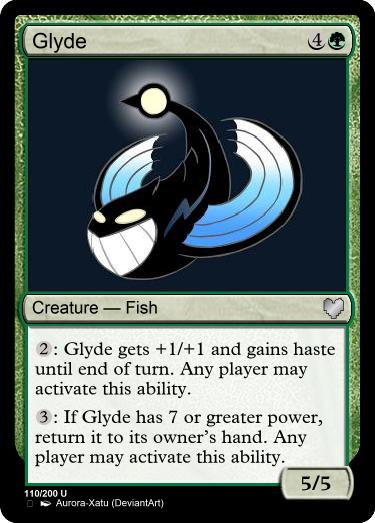 Glyde 4
Creature — Fish
2: Glyde gets +1/+1 and gains haste
until end of turn. Any player may
activate this ability.
3: If Glyde has 7 or greater power,
return it to its owner's hand. Any
player may activate this ability.
5/5
110/200 U
Aurora-Xatu (DeviantArt)